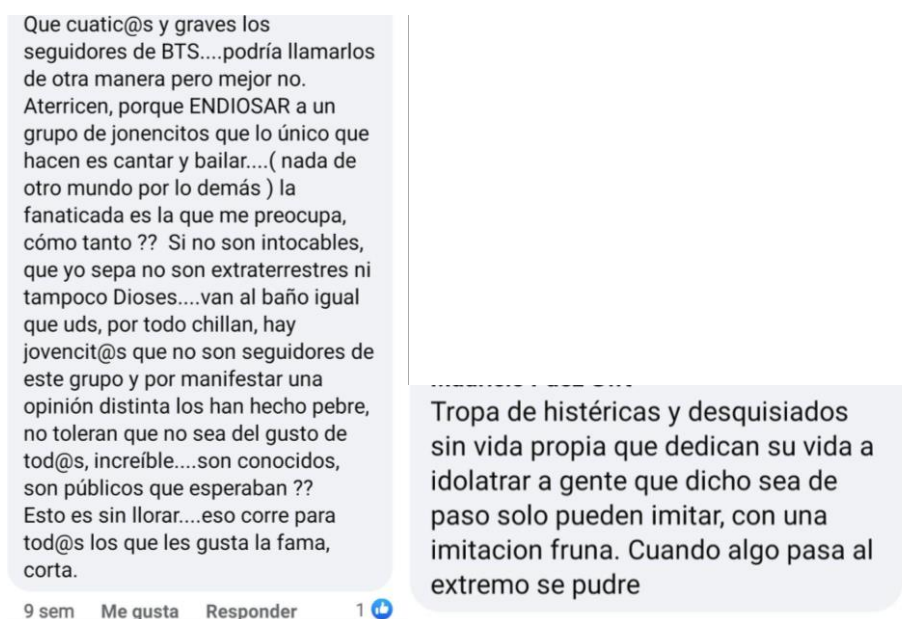 Que cuatic@s y graves los
seguidores de BTS....podría llamarlos
de otra manera pero mejor no.
Aterricen, porque ENDIOSAR a un
grupo de jonencitos que lo único que
hacen es cantar y bailar....( nada de
otro mundo por lo demás ) la
fanaticada es la que me preocupa,
cómo tanto ??  Si no son intocables,
que yo sepa no son extraterrestres ni
tampoco Dioses....van al baño igual
que uds, por todo chillan, hay
jovencit@s que no son seguidores de
este grupo y por manifestar una
opinión distinta los han hecho pebre,
no toleran que no sea del gusto de
tod@s, increíble....son conocidos,
son públicos que esperaban ??
Esto es sin llorar....eso corre para
tod@s los que les gusta la fama,
corta.
9 sem Me gusta Responder 1
Tropa de histéricas y desquisiados
sin vida propia que dedican su vida a
idolatrar a gente que dicho sea de
paso solo pueden imitar, con una
imitacion fruna. Cuando algo pasa al
extremo se pudre